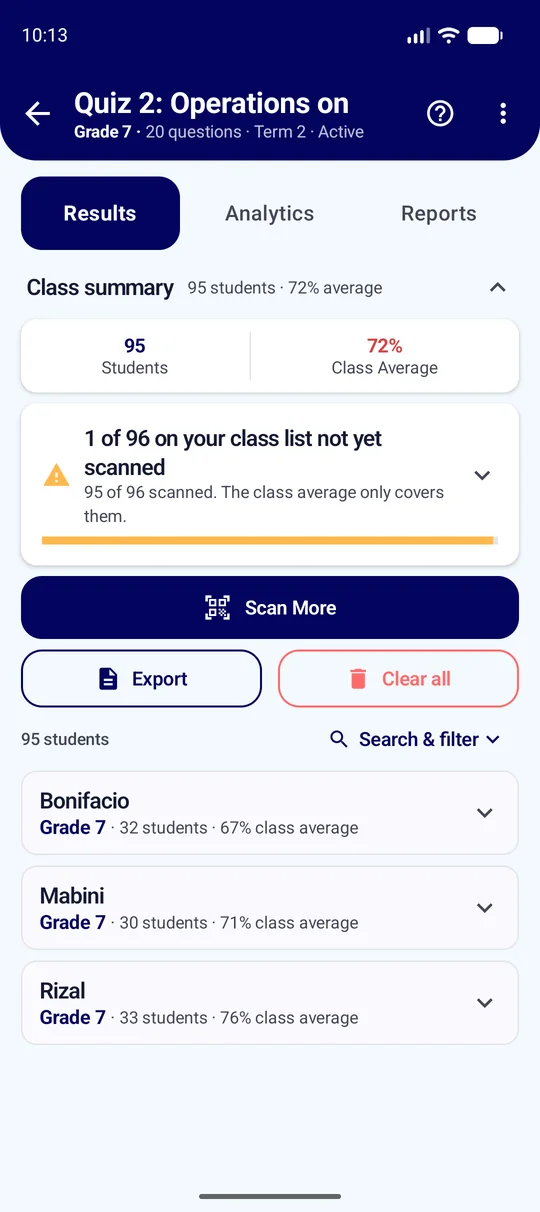 10:13
Quiz 2: Operations on
Grade 7 · 20 questions · Term 2 · Active
Results
Analytics
Reports
Class summary 95 students · 72% average
95
Students
72%
Class Average
1 of 96 on your class list not yet
scanned
95 of 96 scanned. The class average only covers
them.
Scan More
Export
Clear all
95 students
Search & filter
Bonifacio
Grade 7 · 32 students · 67% class average
Mabini
Grade 7 · 30 students · 71% class average
Rizal
Grade 7 · 33 students · 76% class average